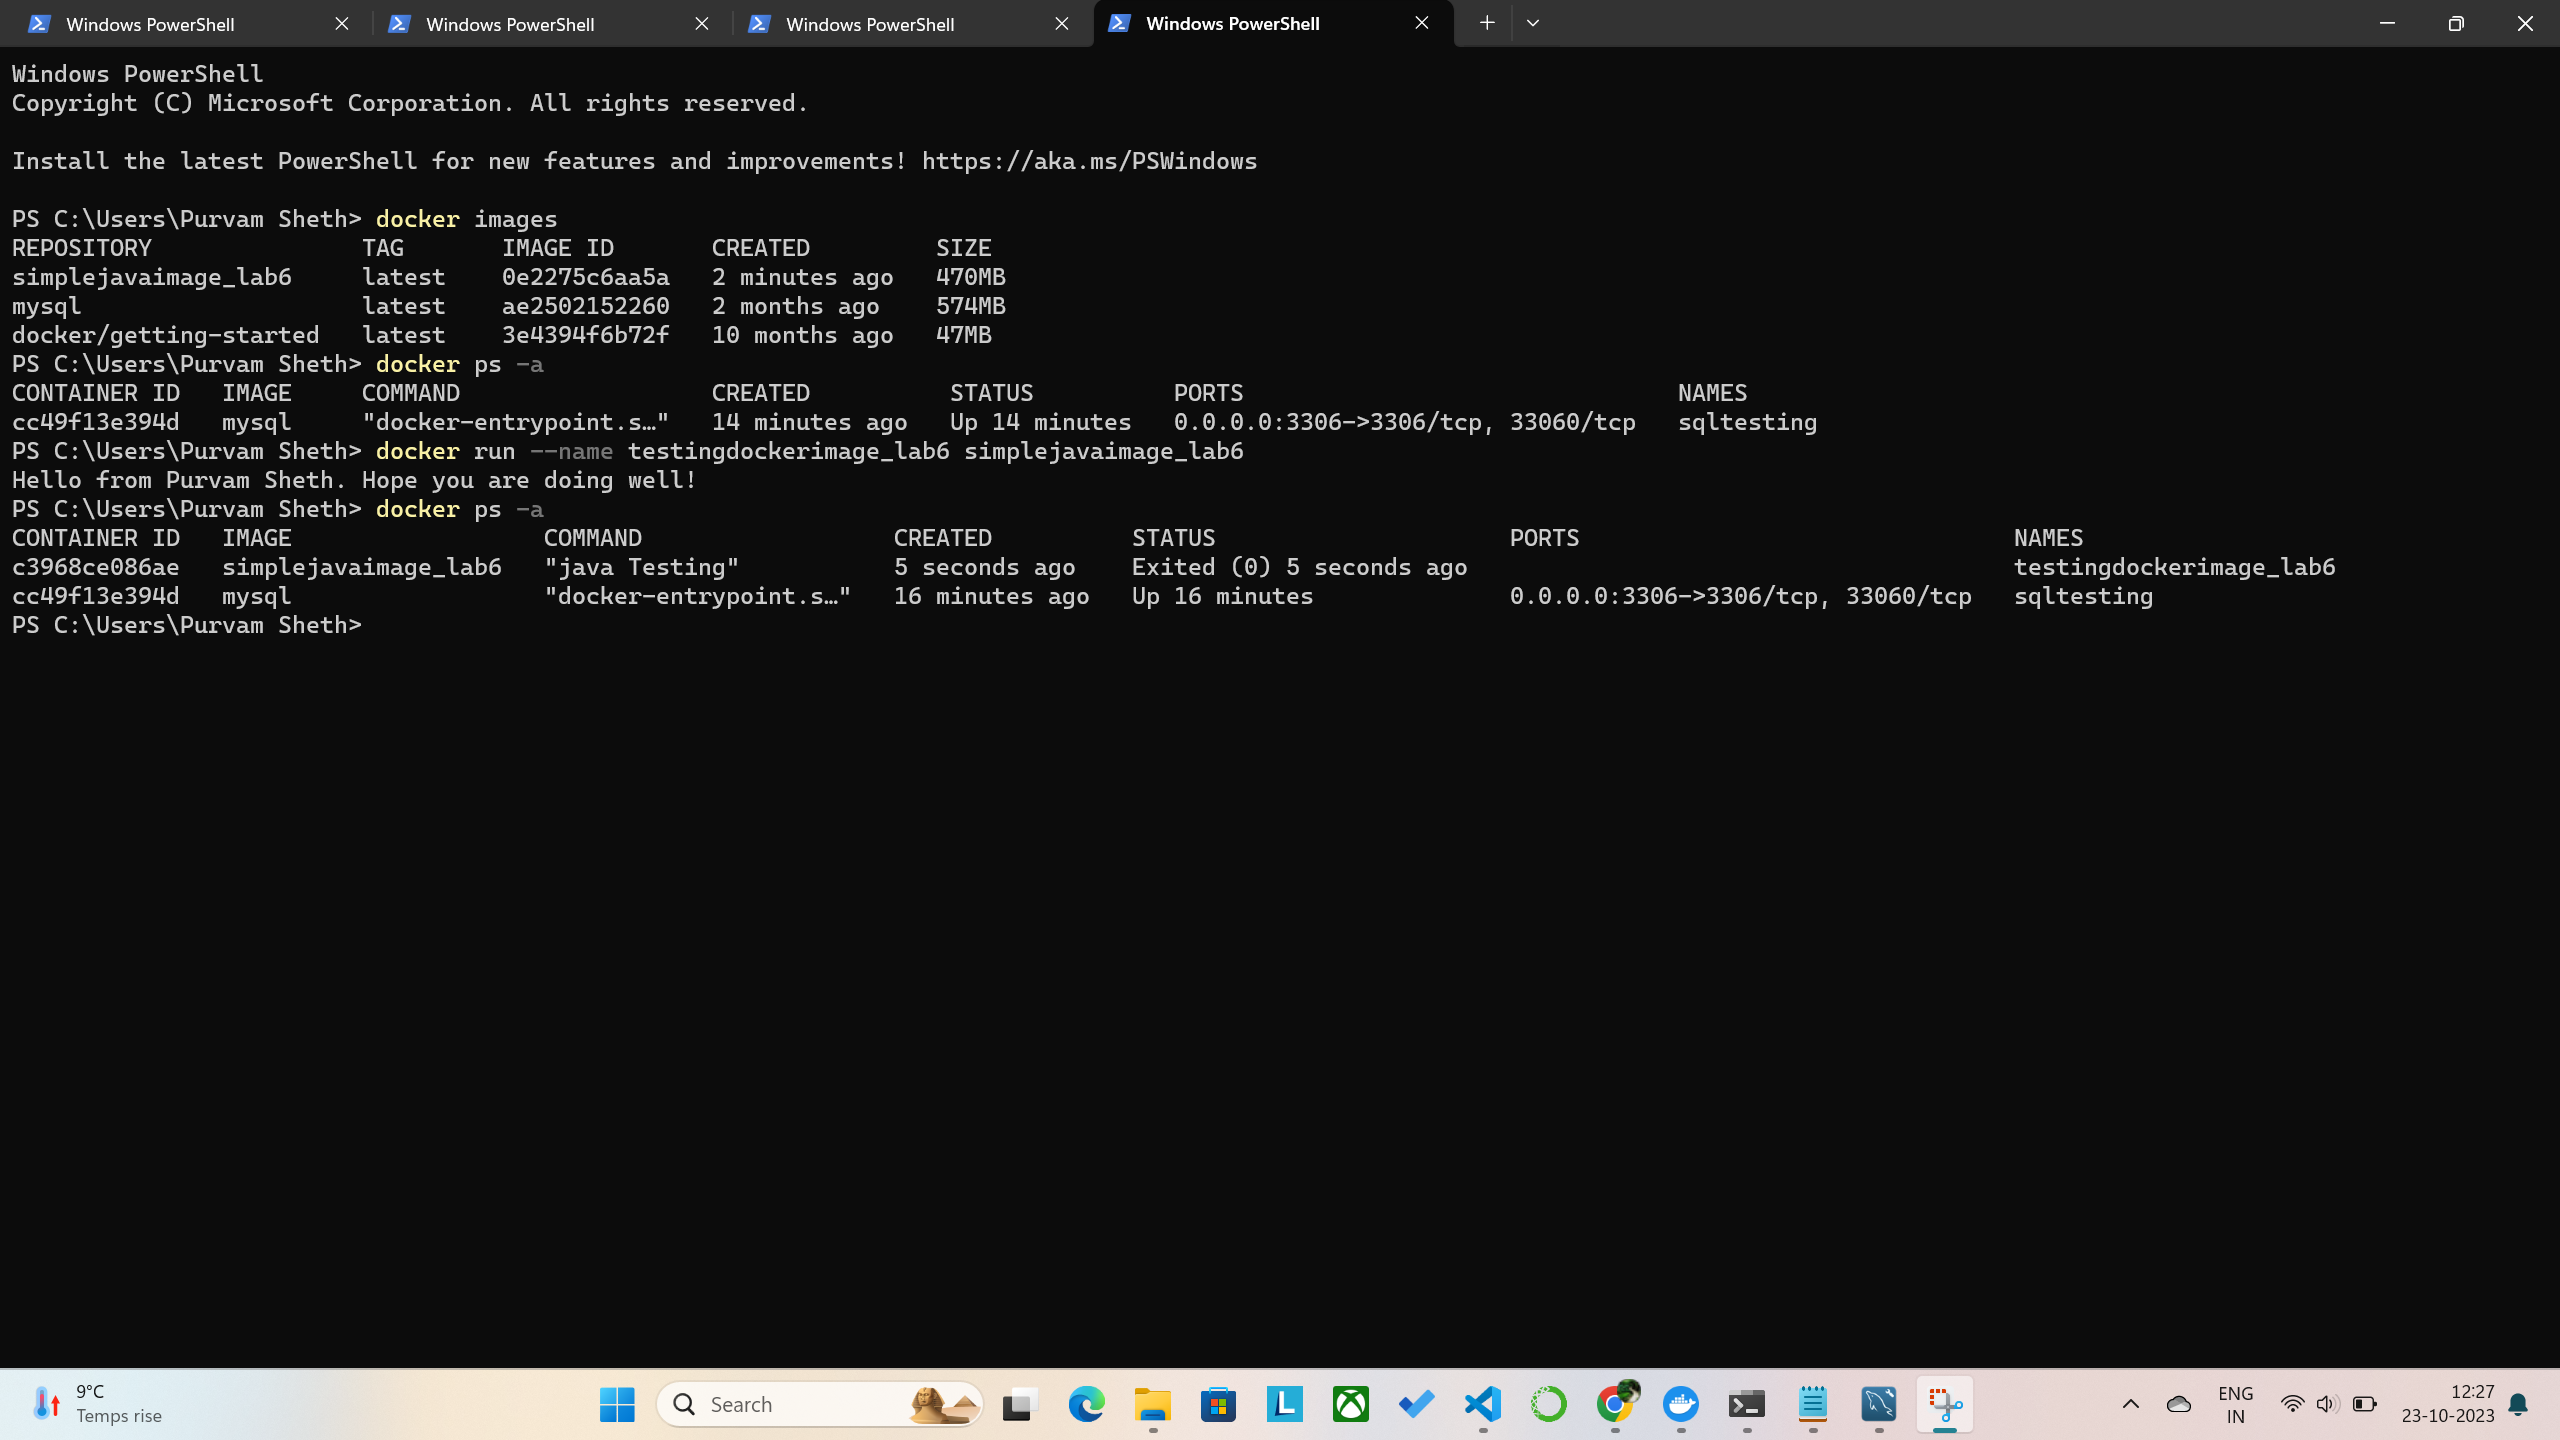 Windows PowerShell
Windows PowerShell
Windows PowerShell
Windows PowerShell
Windows PowerShell
Copyright (C) Microsoft Corporation. All rights reserved.
Install the latest PowerShell for new features and improvements! https://aka.ms/PSWindows
PS C:\Users\Purvam Sheth> docker images
REPOSITORY               TAG       IMAGE ID       CREATED         SIZE
simplejavaimage_lab6     latest    0e2275c6aa5a   2 minutes ago   470MB
mysql                    latest    ae2502152260   2 months ago    574MB
docker/getting-started   latest    3e4394f6b72f   10 months ago   47MB
PS C:\Users\Purvam Sheth> docker ps -a
CONTAINER ID   IMAGE     COMMAND                  CREATED          STATUS          PORTS                               NAMES
cc49f13e394d   mysql     "docker-entrypoint.s…"   14 minutes ago   Up 14 minutes   0.0.0.0:3306->3306/tcp, 33060/tcp   sqltesting
PS C:\Users\Purvam Sheth> docker run --name testingdockerimage_lab6 simplejavaimage_lab6
Hello from Purvam Sheth. Hope you are doing well!
PS C:\Users\Purvam Sheth> docker ps -a
CONTAINER ID   IMAGE                  COMMAND                  CREATED          STATUS                     PORTS                               NAMES
c3968ce086ae   simplejavaimage_lab6   "java Testing"           5 seconds ago    Exited (0) 5 seconds ago                                       testingdockerimage_lab6
cc49f13e394d   mysql                  "docker-entrypoint.s…"   16 minutes ago   Up 16 minutes              0.0.0.0:3306->3306/tcp, 33060/tcp   sqltesting
PS C:\Users\Purvam Sheth>
9°C
Temps rise
Search
ENG
IN
12:27
23-10-2023